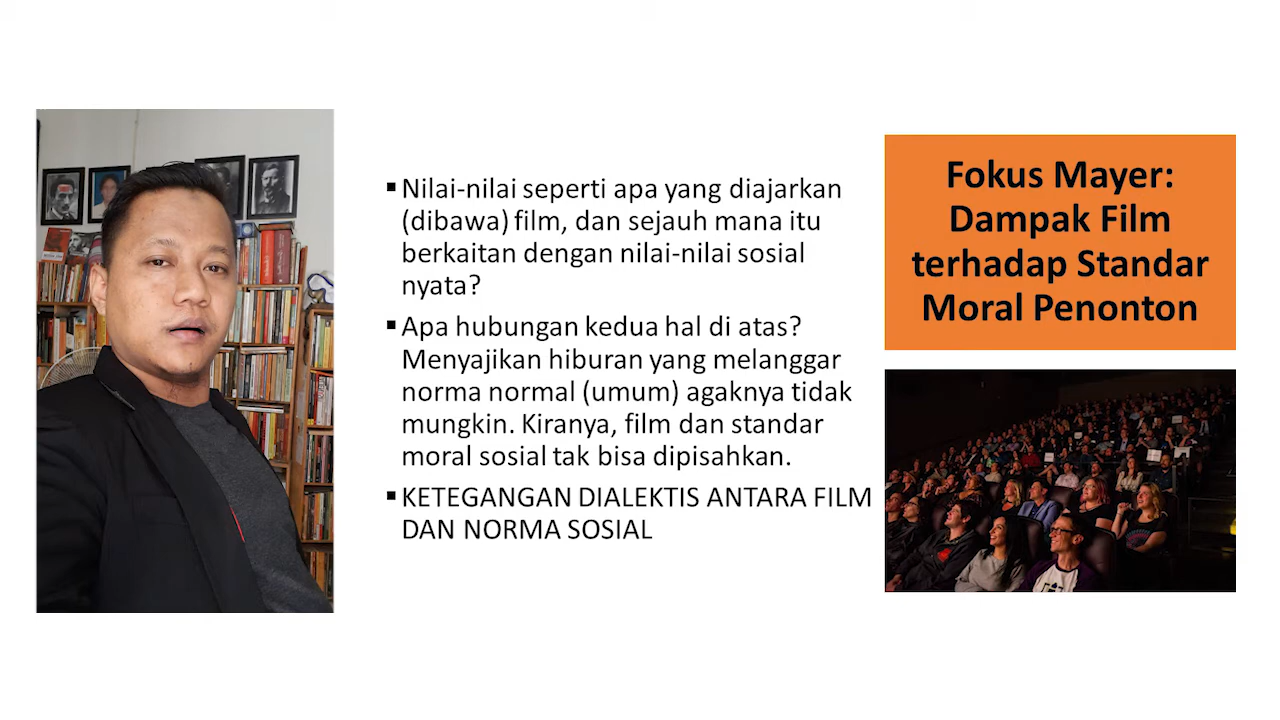 Fokus Mayer:
Dampak Film
terhadap Standar
Moral Penonton
▪ Nilai-nilai seperti apa yang diajarkan
(dibawa) film, dan sejauh mana itu
berkaitan dengan nilai-nilai sosial
nyata?
▪ Apa hubungan kedua hal di atas?
Menyajikan hiburan yang melanggar
norma normal (umum) agaknya tidak
mungkin. Kiranya, film dan standar
moral sosial tak bisa dipisahkan.
▪ KETEGANGAN DIALEKTIS ANTARA FILM
DAN NORMA SOSIAL